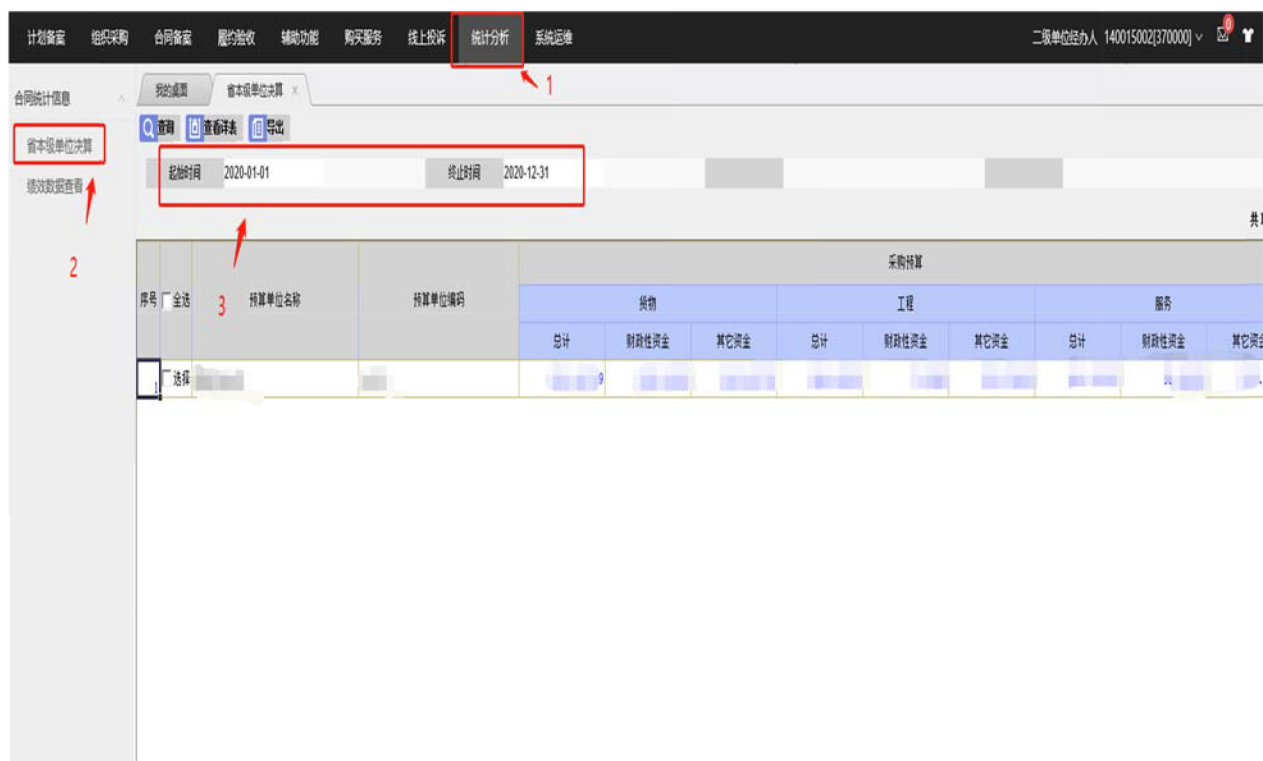 计划备案 组织采购 合同备案 履约验收 辅助功能 购买服务 线上投诉 统计分析 系统运维 二级单位经办人 140015002[370000] 0
1
合同统计信息 我的桌面 省本级单位决算 x
查询 查看详表 导出
省本级单位决算
起始时间 2020-01-01 终止时间 2020-12-31
绩效数据查看
共
2
3
序号 全选 预算单位名称 预算单位编码 采购预算
货物 工程 服务
总计 财政性资金 其它资金 总计 财政性资金 其它资金 总计 财政性资金 其它资金
1 选择 9